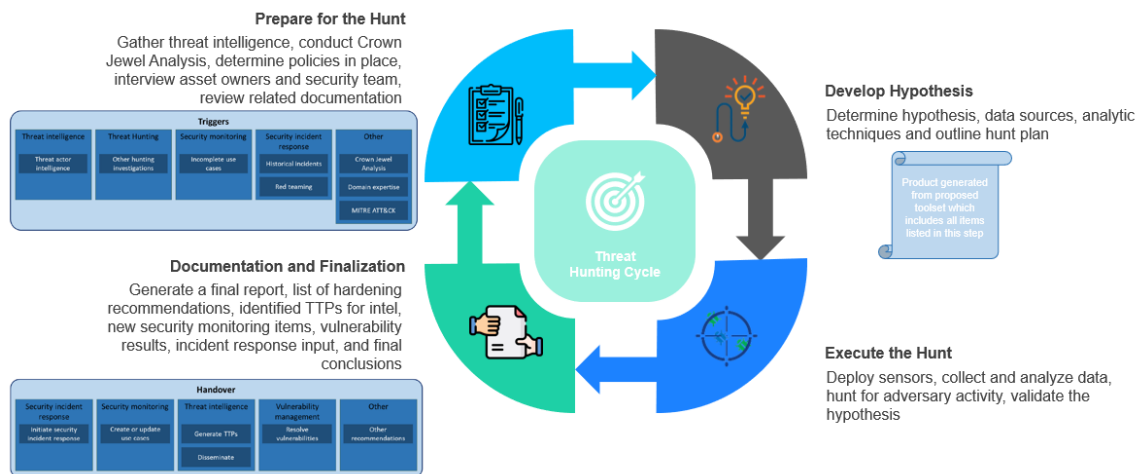 Prepare for the Hunt
Gather threat intelligence, conduct Crown
Jewel Analysis, determine policies in place,
interview asset owners and security team,
review related documentation
Triggers
Threat intelligence
Threat actor
intelligence
Threat Hunting
Other hunting
investigations
Security monitoring
Incomplete use
cases
Security incident
response
Historical incidents
Red teaming
Other
Crown Jewel
Analysis
Domain expertise
MITRE ATT&CK
Develop Hypothesis
Determine hypothesis, data sources, analytic
techniques and outline hunt plan
Product generated
from proposed
toolset which
includes all items
listed in this step
Threat
Hunting Cycle
Documentation and Finalization
Generate a final report, list of hardening
recommendations, identified TTPs for intel,
new security monitoring items, vulnerability
results, incident response input, and final
conclusions
Handover
Security incident
response
Initiate security
incident response
Security monitoring
Create or update
use cases
Threat intelligence
Generate TTPs
Disseminate
Vulnerability
management
Resolve
vulnerabilities
Other
Other
recommendations
Execute the Hunt
Deploy sensors, collect and analyze data,
hunt for adversary activity, validate the
hypothesis